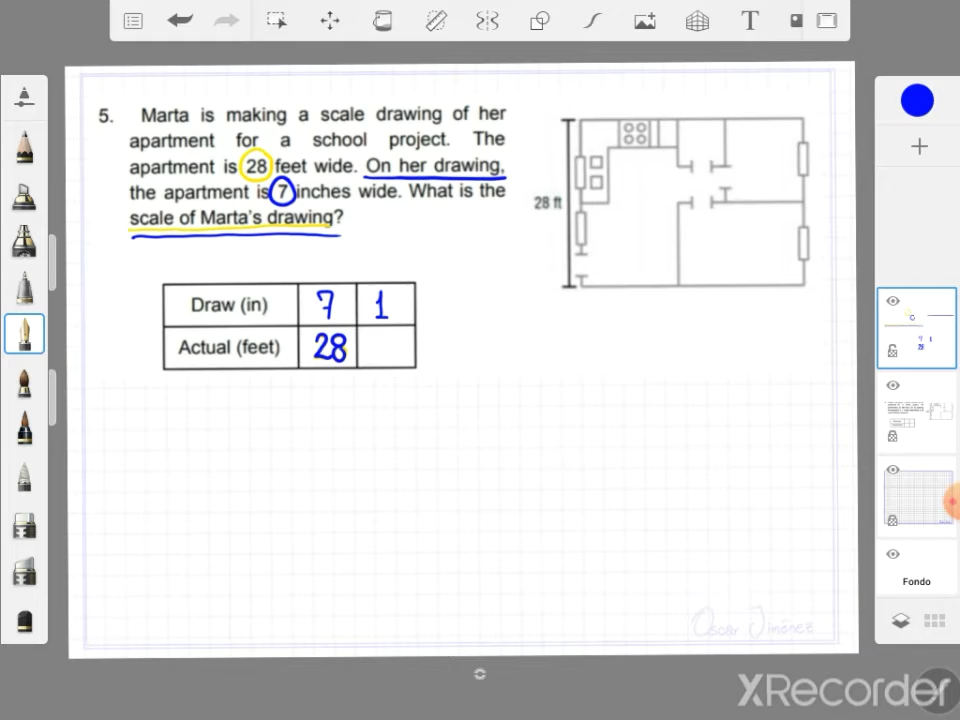 5. Marta is making a scale drawing of her
apartment for a school project. The
apartment is 28 feet wide. On her drawing,
the apartment is 7 inches wide. What is the
scale of Marta's drawing?
28 ft
Draw (in) 7 1
Actual (feet) 28
Oscar Jiménez
T
Fondo
XRecorder